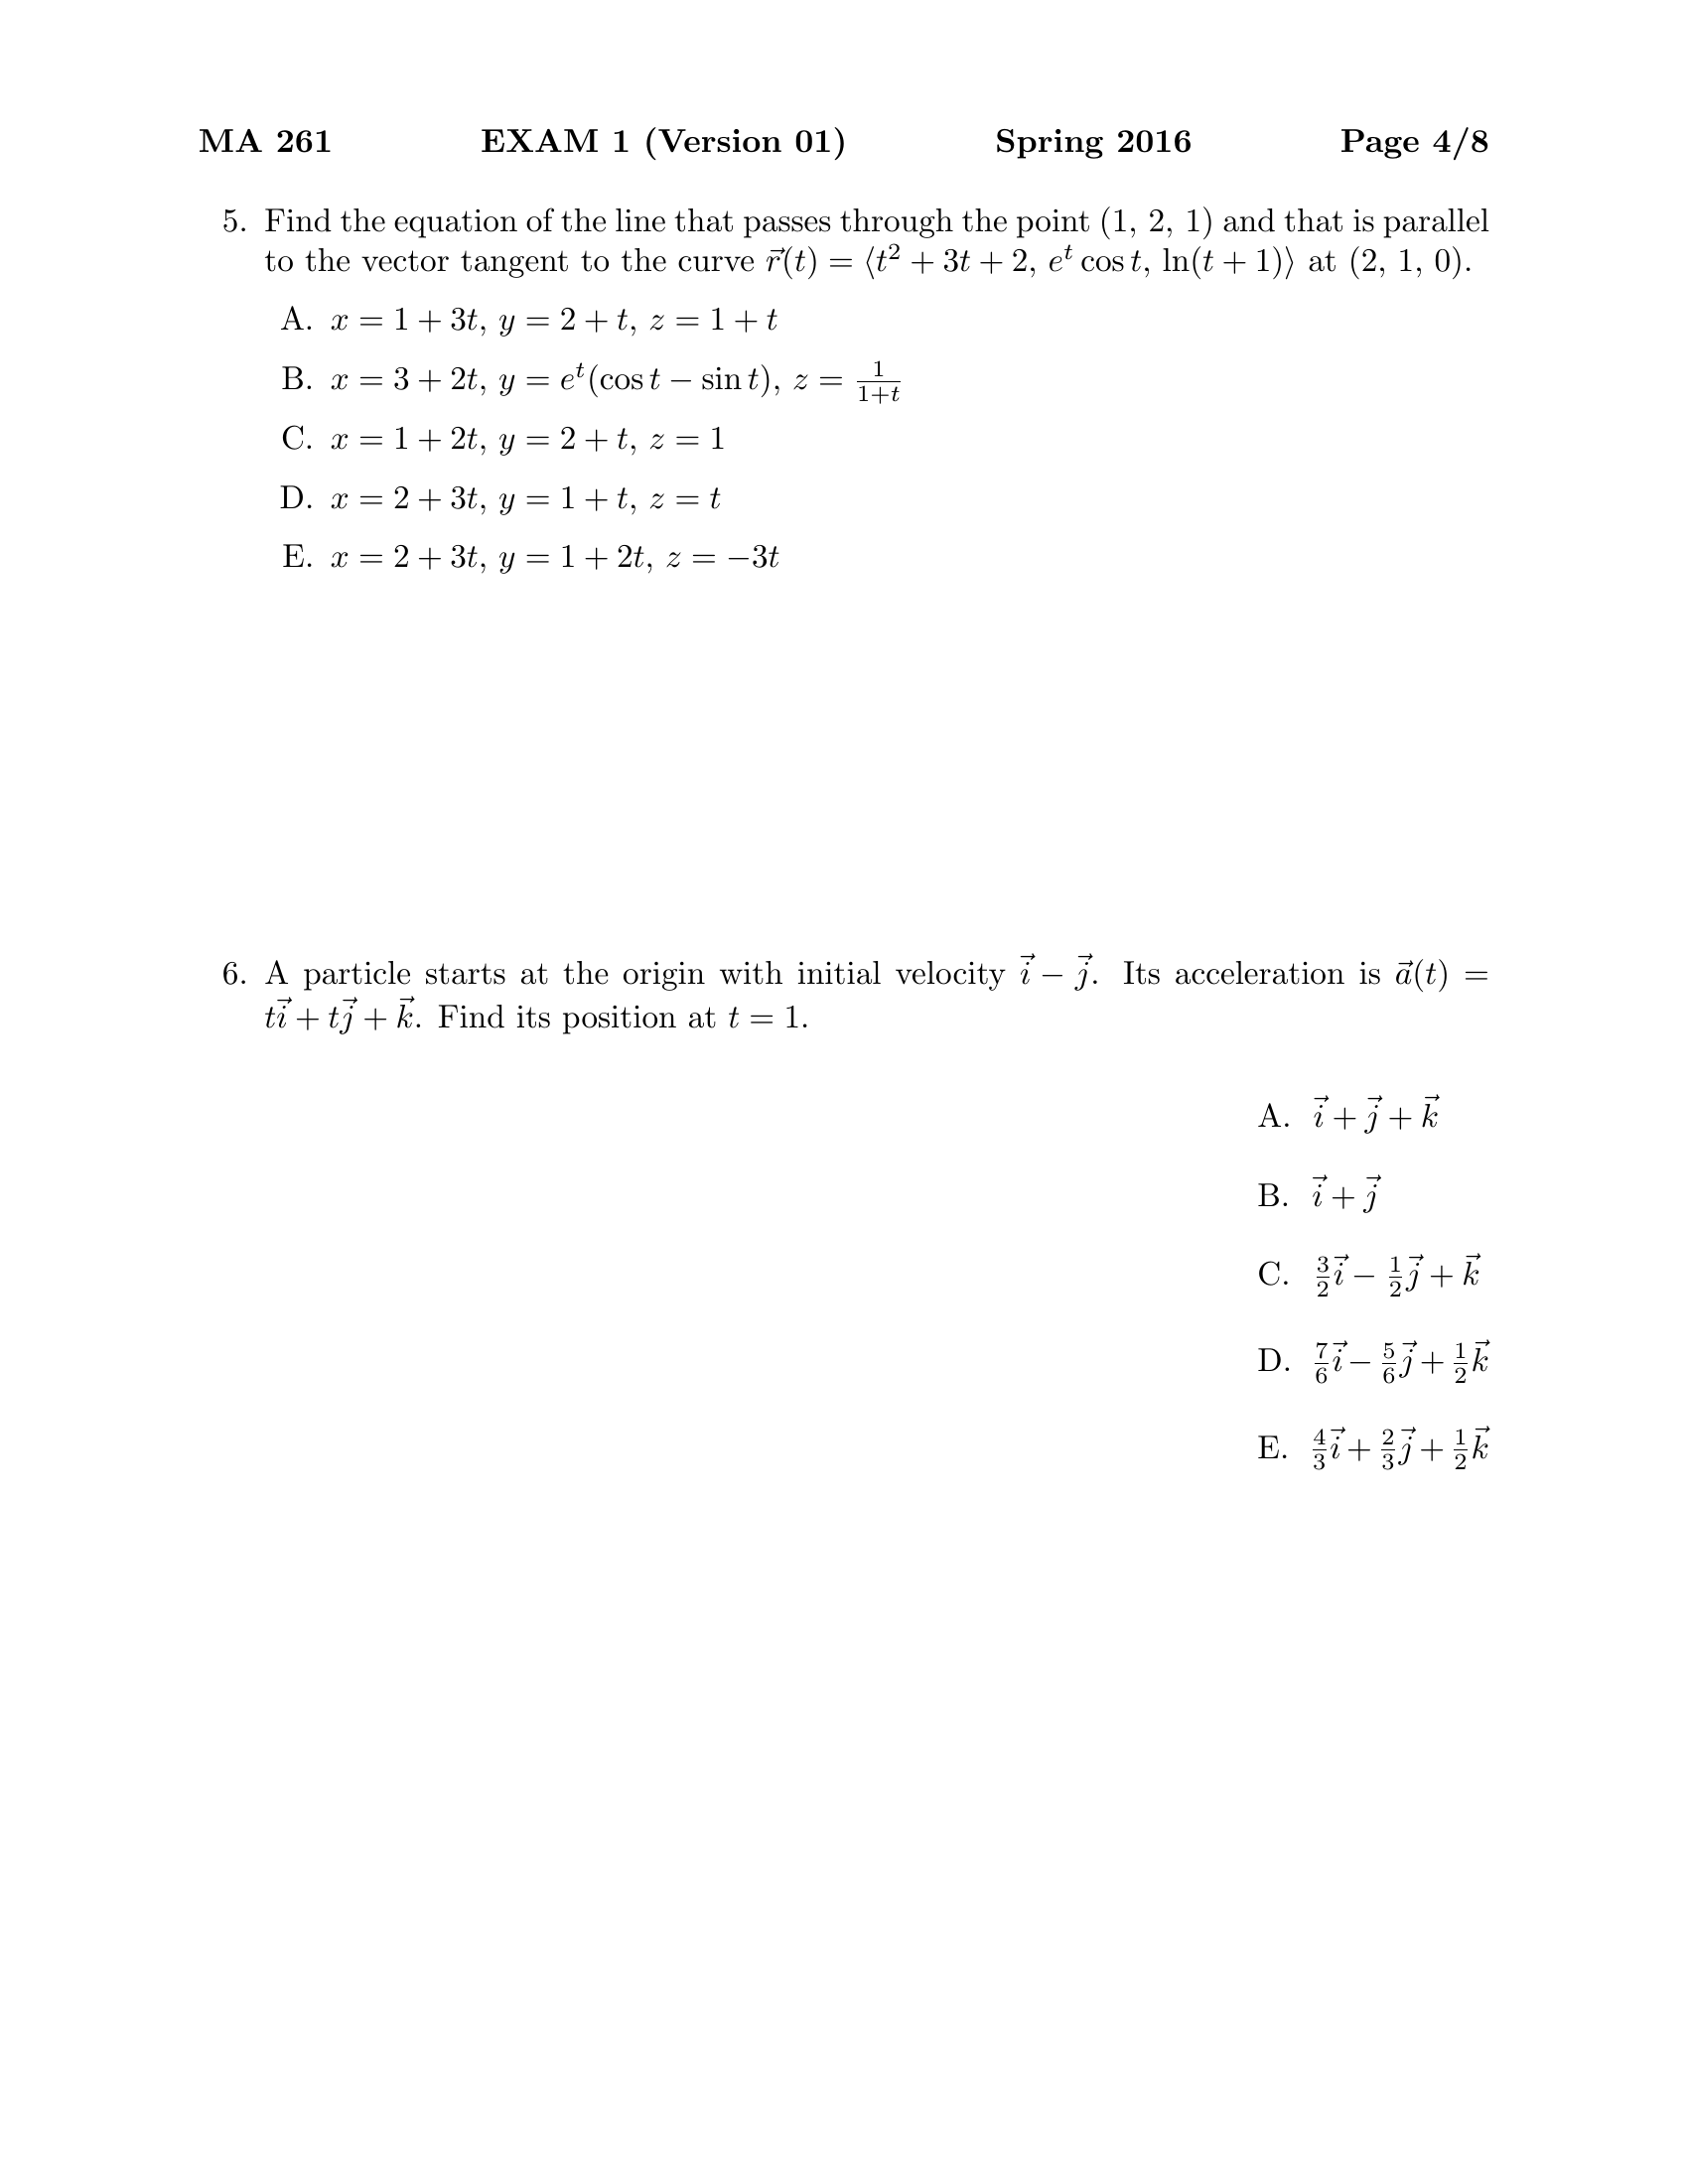 MA 261 EXAM 1 (Version 01) Spring 2016 Page 4/8
5. Find the equation of the line that passes through the point (1, 2, 1) and that is parallel
to the vector tangent to the curve $\vec{r}(t) = \langle t^2 + 3t + 2, e^t \cos t, \ln(t + 1) \rangle$ at (2, 1, 0).
A. $x = 1 + 3t$, $y = 2 + t$, $z = 1 + t$
B. $x = 3 + 2t$, $y = e^t(\cos t - \sin t)$, $z = \frac{1}{1+t}$
C. $x = 1 + 2t$, $y = 2 + t$, $z = 1$
D. $x = 2 + 3t$, $y = 1 + t$, $z = t$
E. $x = 2 + 3t$, $y = 1 + 2t$, $z = -3t$
6. A particle starts at the origin with initial velocity $\vec{i} - \vec{j}$. Its acceleration is $\vec{a}(t) =$
$t\vec{i} + t\vec{j} + \vec{k}$. Find its position at $t = 1$.
A. $\vec{i} + \vec{j} + \vec{k}$
B. $\vec{i} + \vec{j}$
C. $\frac{3}{2}\vec{i} - \frac{1}{2}\vec{j} + \vec{k}$
D. $\frac{7}{6}\vec{i} - \frac{5}{6}\vec{j} + \frac{1}{2}\vec{k}$
E. $\frac{4}{3}\vec{i} + \frac{2}{3}\vec{j} + \frac{1}{2}\vec{k}$